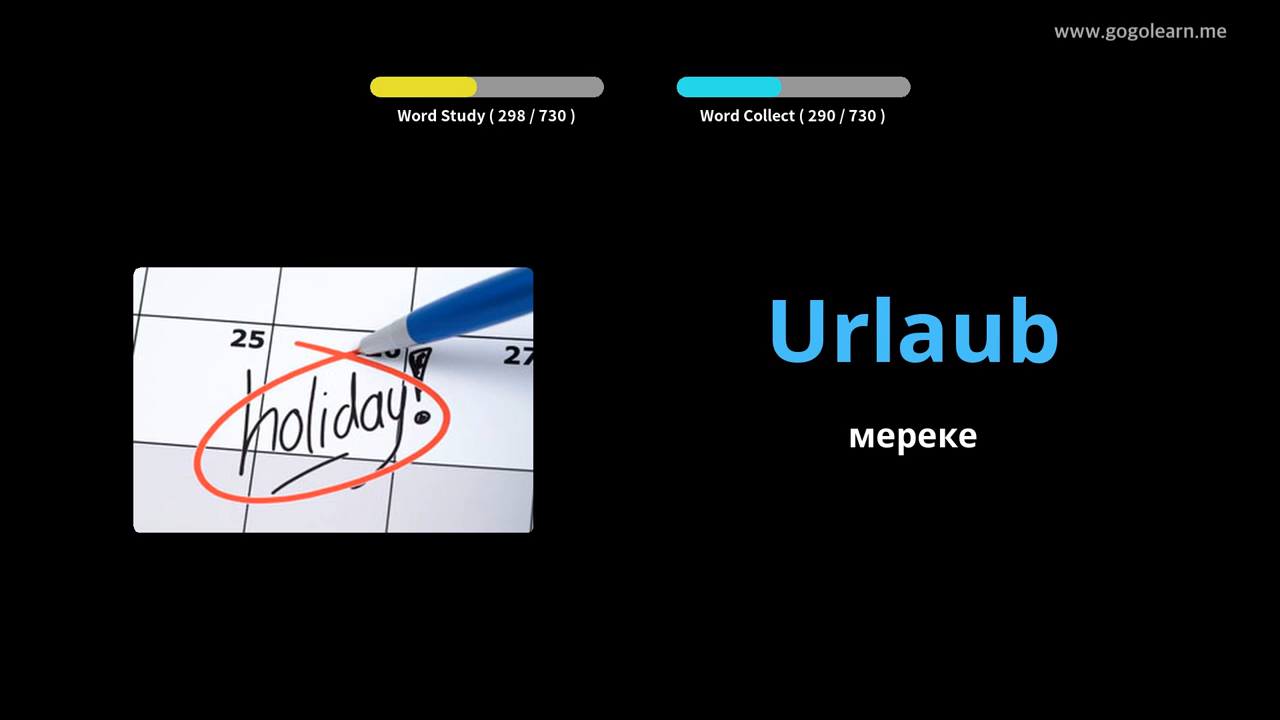 www.gogolearn.me
Word Study ( 298 / 730 )
Word Collect ( 290 / 730 )
25
27
holiday!
Urlaub
мереке